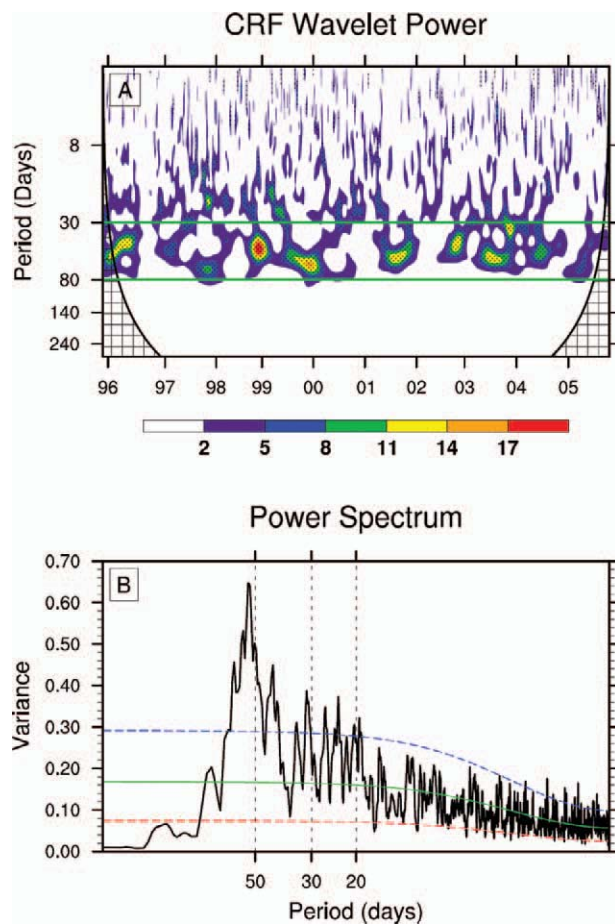 CRF Wavelet Power
A
Period (Days)
8
30
80
140
240
96 97 98 99 00 01 02 03 04 05
2 5 8 11 14 17
Power Spectrum
B
Variance
0.70
0.60
0.50
0.40
0.30
0.20
0.10
0.00
50 30 20
Period (days)